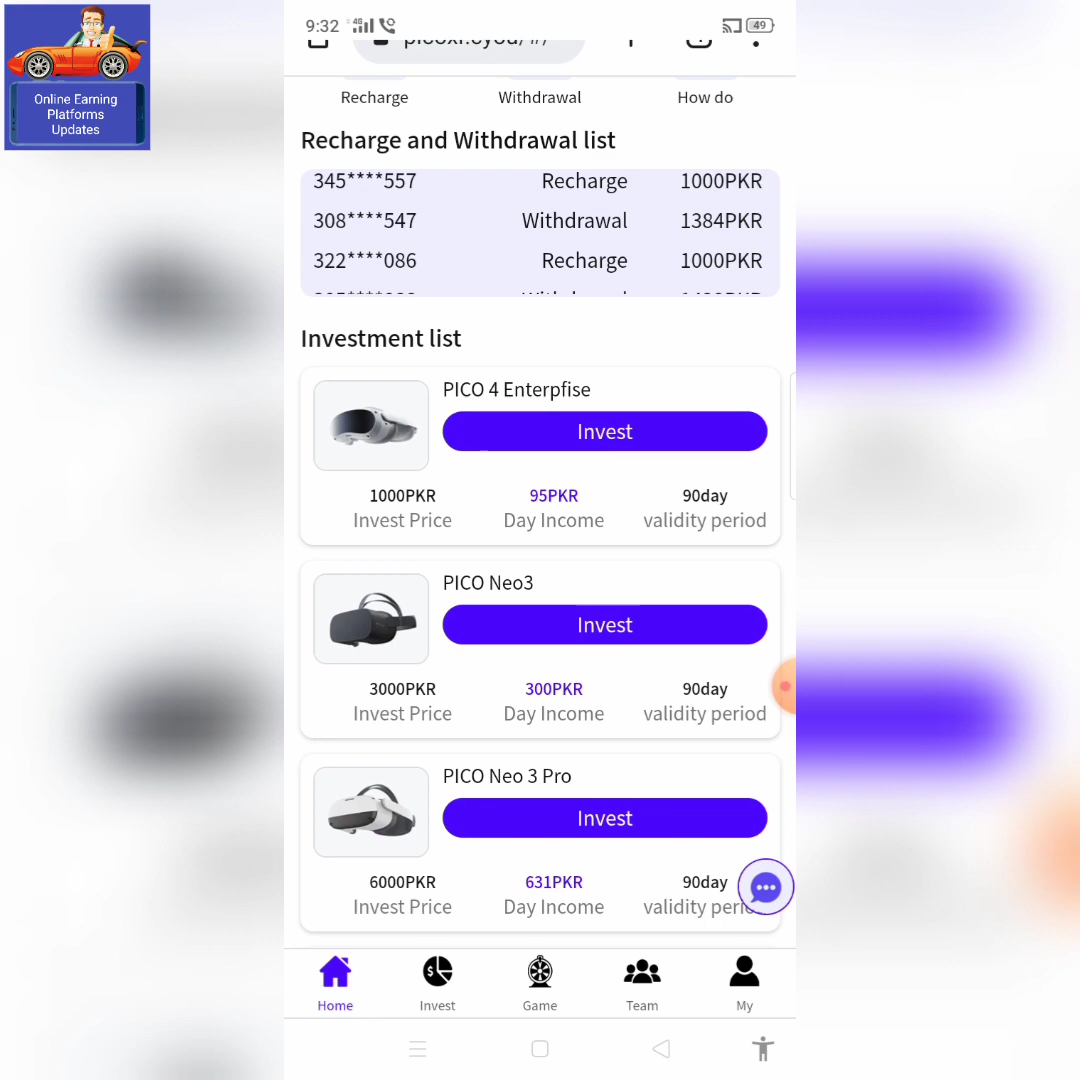 Online Earning
Platforms
Updates
9:32
4G
49
Recharge Withdrawal How do
Recharge and Withdrawal list
345****557 Recharge 1000PKR
308****547 Withdrawal 1384PKR
322****086 Recharge 1000PKR
Investment list
PICO 4 Enterpfise
Invest
1000PKR 95PKR 90day
Invest Price Day Income validity period
PICO Neo3
Invest
3000PKR 300PKR 90day
Invest Price Day Income validity period
PICO Neo 3 Pro
Invest
6000PKR 631PKR 90day
Invest Price Day Income validity
Home Invest Game Team My